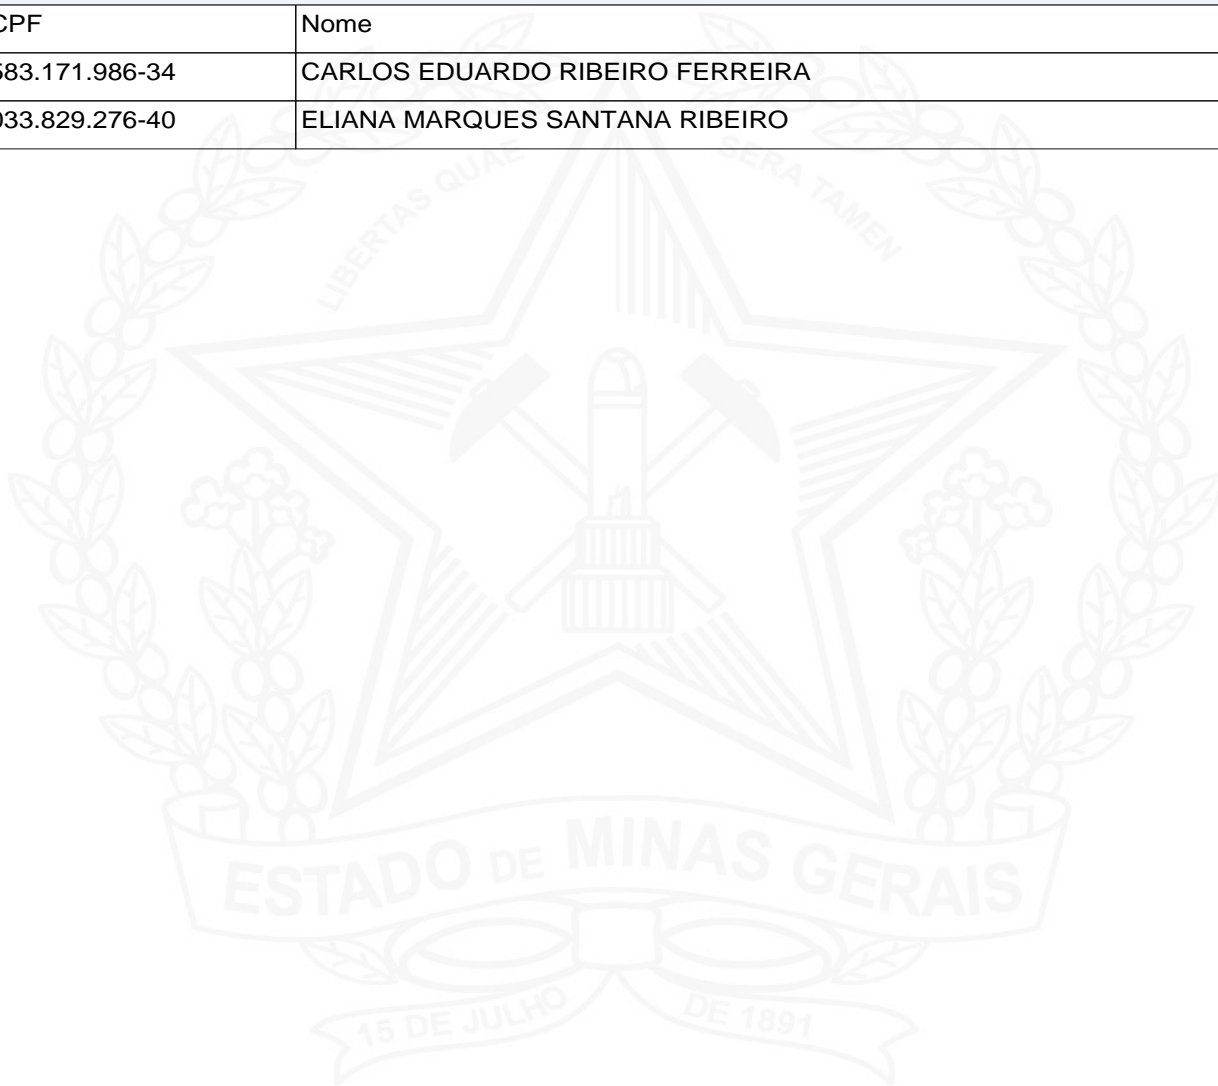 CPF Nome
583.171.986-34 CARLOS EDUARDO RIBEIRO FERREIRA
033.829.276-40 ELIANA MARQUES SANTANA RIBEIRO
LIBERTAS QUAE SERA TAMEN
ESTADO DE MINAS GERAIS
15 DE JULHO DE 1891